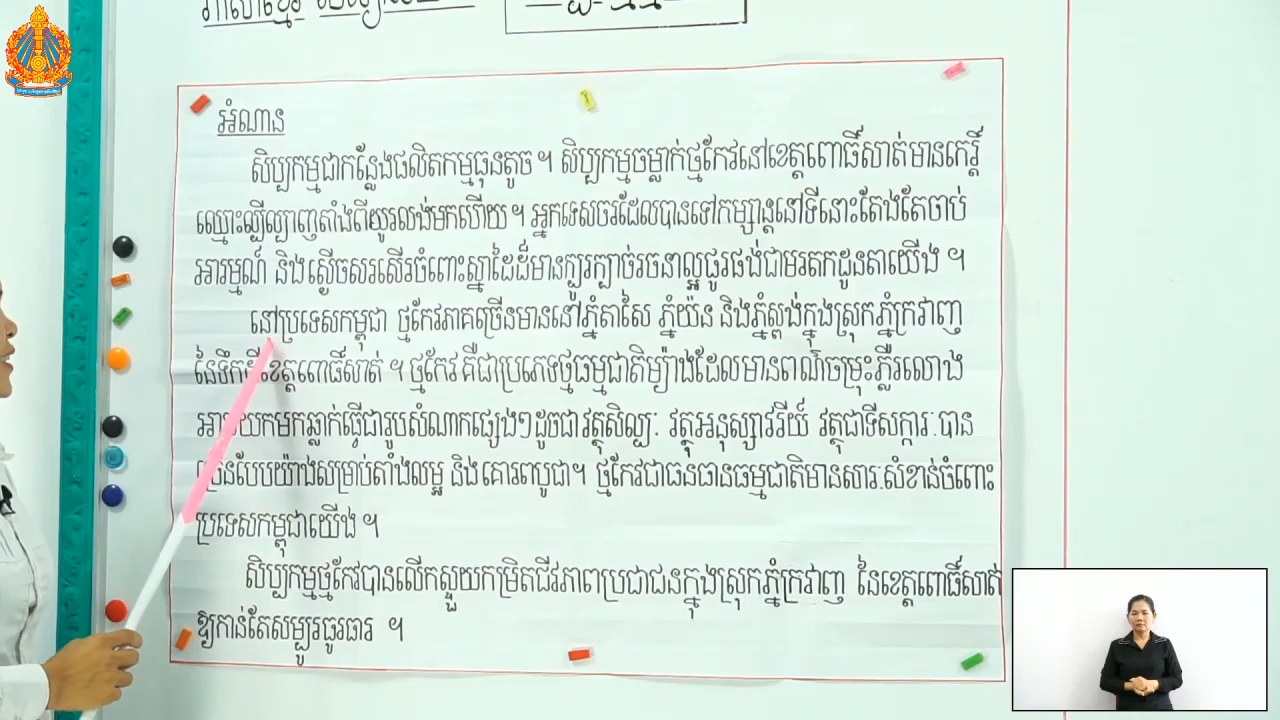 ភាសាខ្មែរ
អំណាន
សិប្បកម្មជាកន្លែងផលិតកម្មធុនតូច ។ សិប្បកម្មចម្លាក់ថ្មកែវនៅខេត្តពោធិ៍សាត់មានកេរ្តិ៍
ឈ្មោះល្បីល្បាញតាំងពីយូរលង់មកហើយ ។ អ្នកទេសចរដែលបានទៅកម្សាន្តនៅទីនោះតែងតែចាប់
អារម្មណ៍ និងស្ងើចសរសើរចំពោះស្នាដៃដ៏មានក្បូរក្បាច់រចនាល្អផូរផង់ជាមរតកដូនតាយើង ។
នៅប្រទេសកម្ពុជា ថ្មកែវភាគច្រើនមាននៅភ្នំតាសៃ ភ្នំយ៉ន និងភ្នំស្ពង់ក្នុងស្រុកភ្នំក្រវាញ
នៃទឹកដីខេត្តពោធិ៍សាត់ ។ ថ្មកែវ គឺជាប្រភេទថ្មធម្មជាតិម្យ៉ាងដែលមានពណ៌ចម្រុះភ្លឺរលោង
អាចយកមកឆ្លាក់ធ្វើជារូបសំណាកផ្សេងៗដូចជាវត្ថុសិល្បៈ វត្ថុអនុស្សាវរីយ៍ វត្ថុជាទីសក្ការៈបាន
ច្រើនបែបយ៉ាងសម្រាប់តាំងលម្អ និងគោរពបូជា។ ថ្មកែវជាធនធានធម្មជាតិមានសារៈសំខាន់ចំពោះ
ប្រទេសកម្ពុជាយើង ។
សិប្បកម្មថ្មកែវបានលើកស្ទួយកម្រិតជីវភាពប្រជាជនក្នុងស្រុកភ្នំក្រវាញ នៃខេត្តពោធិ៍សាត់
ឱ្យកាន់តែសម្បូរធូរធារ ។